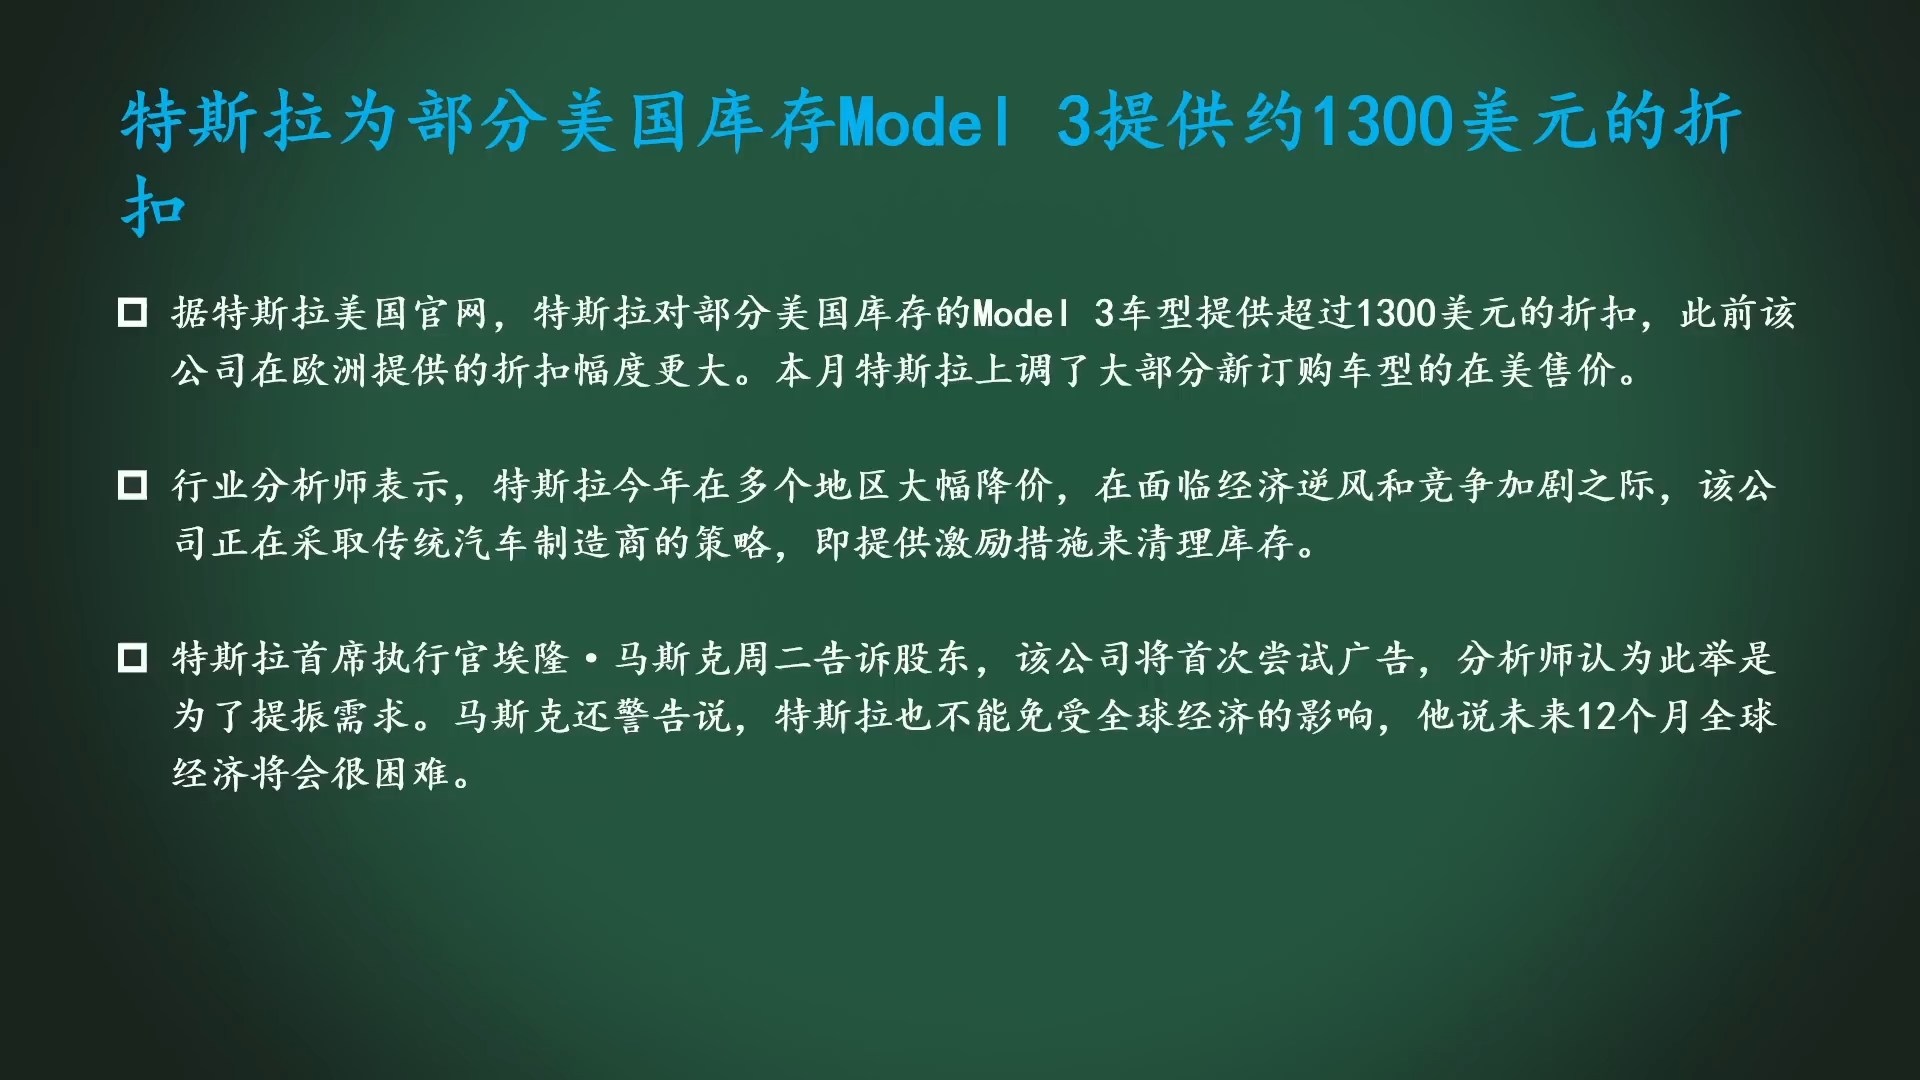 特斯拉为部分美国库存Model 3提供约1300美元的折
扣
据特斯拉美国官网，特斯拉对部分美国库存的Model 3车型提供超过1300美元的折扣，此前该
公司在欧洲提供的折扣幅度更大。本月特斯拉上调了大部分新订购车型的在美售价。
行业分析师表示，特斯拉今年在多个地区大幅降价，在面临经济逆风和竞争加剧之际，该公
司正在采取传统汽车制造商的策略，即提供激励措施来清理库存。
特斯拉首席执行官埃隆·马斯克周二告诉股东，该公司将首次尝试广告，分析师认为此举是
为了提振需求。马斯克还警告说，特斯拉也不能免受全球经济的影响，他说未来12个月全球
经济将会很困难。